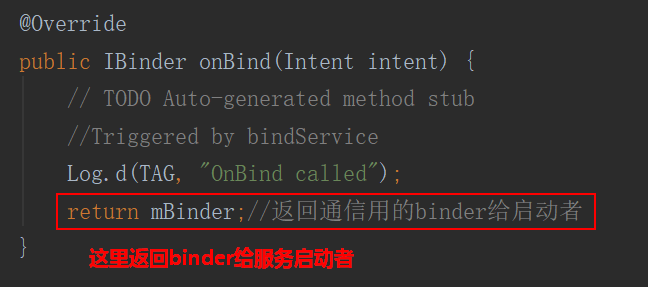 @Override
public IBinder onBind(Intent intent) {
// TODO Auto-generated method stub
//Triggered by bindService
Log.d(TAG, "OnBind called");
return mBinder;//返回通信用的binder给启动者
}
这里返回binder给服务启动者